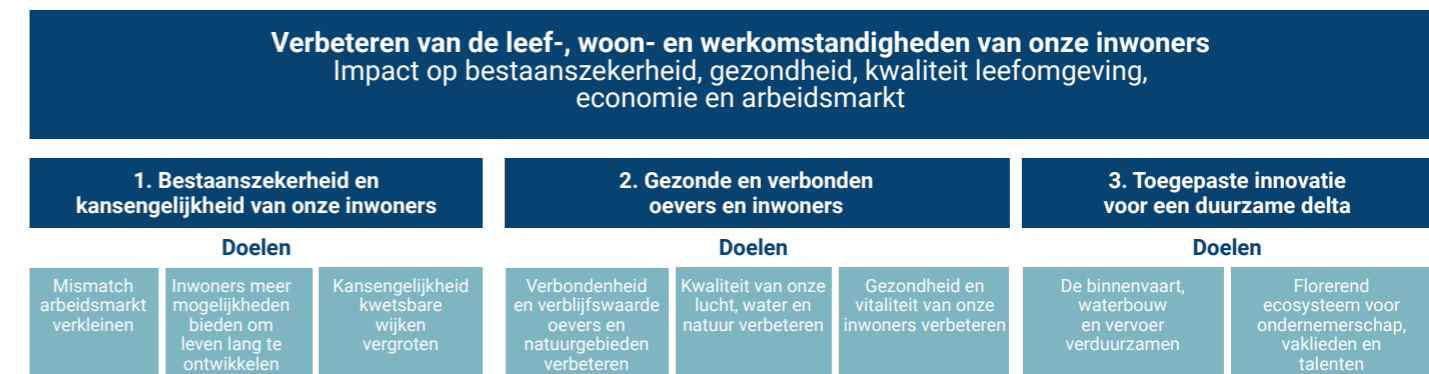 Verbeteren van de leef-, woon- en werkomstandigheden van onze inwoners
Impact op bestaanszekerheid, gezondheid, kwaliteit leefomgeving,
economie en arbeidsmarkt
1. Bestaanszekerheid en
kansengelijkheid van onze inwoners
Doelen
Mismatch
arbeidsmarkt
verkleinen
Inwoners meer
mogelijkheden
bieden om
leven lang te
ontwikkelen
Kansengelijkheid
kwetsbare
wijken
vergroten
2. Gezonde en verbonden
oevers en inwoners
Doelen
Verbondenheid
en verblijfswaarde
oevers en
natuurgebieden
verbeteren
Kwaliteit van onze
lucht, water en
natuur verbeteren
Gezondheid en
vitaliteit van onze
inwoners verbeteren
3. Toegepaste innovatie
voor een duurzame delta
Doelen
De binnenvaart,
waterbouw
en vervoer
verduurzamen
Florerend
ecosysteem voor
ondernemerschap,
vaklieden en
talenten